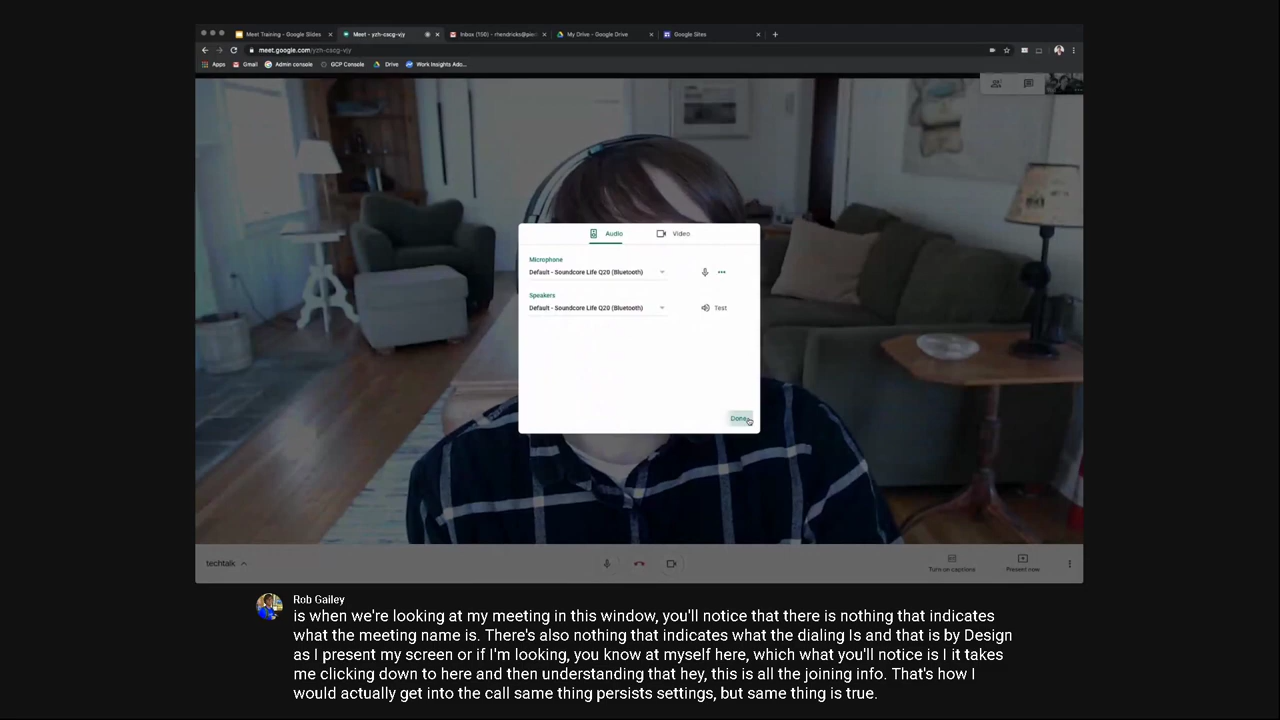 Meet Training - Google Slides
Meet - yzh-cscg-vjy
Inbox (100) - rhendricks@pion
My Drive - Google Drive
Google Sites
meet.google.com/yzh-cscg-vjy
Apps
Gmail
Admin console
GCP Console
Drive
Work Insights Ado...
Audio
Video
Microphone
Default - Soundcore Life Q20 (Bluetooth)
Speakers
Default - Soundcore Life Q20 (Bluetooth)
Test
Done
techtalk
Turn on captions
Present now
Rob Gailey
is when we're looking at my meeting in this window, you'll notice that there is nothing that indicates
what the meeting name is. There's also nothing that indicates what the dialing Is and that is by Design
as I present my screen or if I'm looking, you know at myself here, which what you'll notice is I it takes
me clicking down to here and then understanding that hey, this is all the joining info. That's how I
would actually get into the call same thing persists settings, but same thing is true.